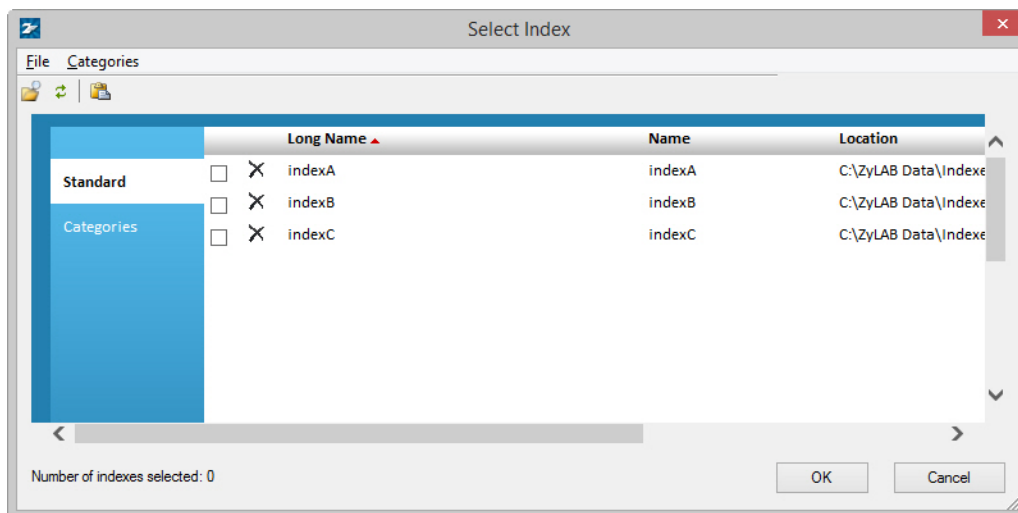 Select Index
File Categories
Long Name Name Location
Standard
Categories
indexA indexA C:\ZyLAB Data\Indexe
indexB indexB C:\ZyLAB Data\Indexe
indexC indexC C:\ZyLAB Data\Indexe
Number of indexes selected: 0
OK Cancel